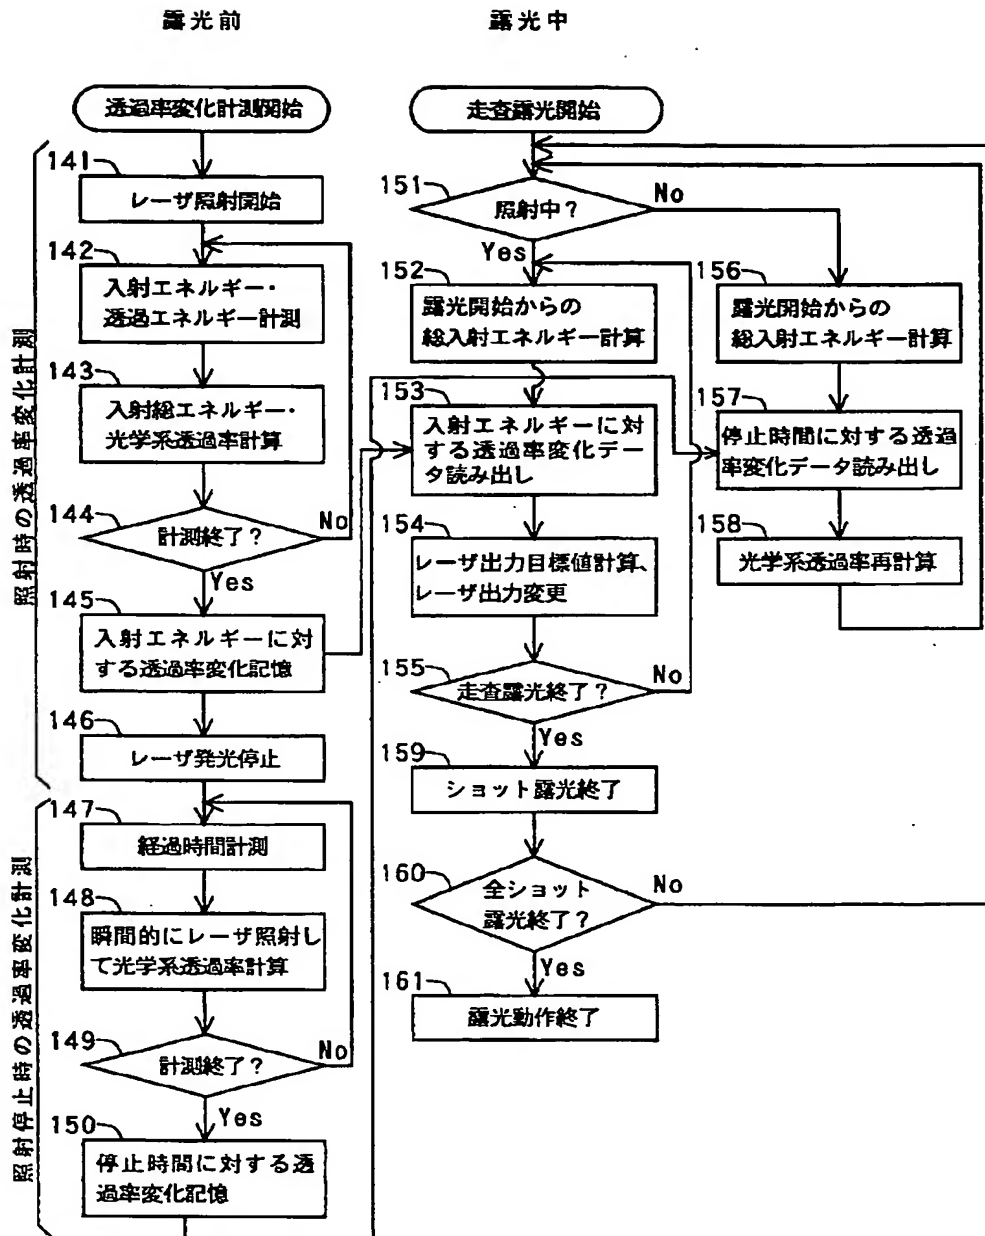 露光前
露光中
透過率変化計測開始
照射時の透過率変化計測
141
レーザ照射開始
142
入射エネルギー・
透過エネルギー計測
143
入射総エネルギー・
光学系透過率計算
144
計測終了?
No
Yes
145
入射エネルギーに対
する透過率変化記憶
146
レーザ発光停止
照射停止時の透過率変化計測
147
経過時間計測
148
瞬間的にレーザ照射し
て光学系透過率計算
149
計測終了?
No
Yes
150
停止時間に対する透
過率変化記憶
走査露光開始
151
照射中?
No
Yes
152
露光開始からの
総入射エネルギー計算
153
入射エネルギーに対
する透過率変化デー
タ読み出し
154
レーザ出力目標値計算、
レーザ出力変更
155
走査露光終了?
No
Yes
159
ショット露光終了
160
全ショット
露光終了?
No
Yes
161
露光動作終了
156
露光開始からの
総入射エネルギー計算
157
停止時間に対する透過
率変化データ読み出し
158
光学系透過率再計算